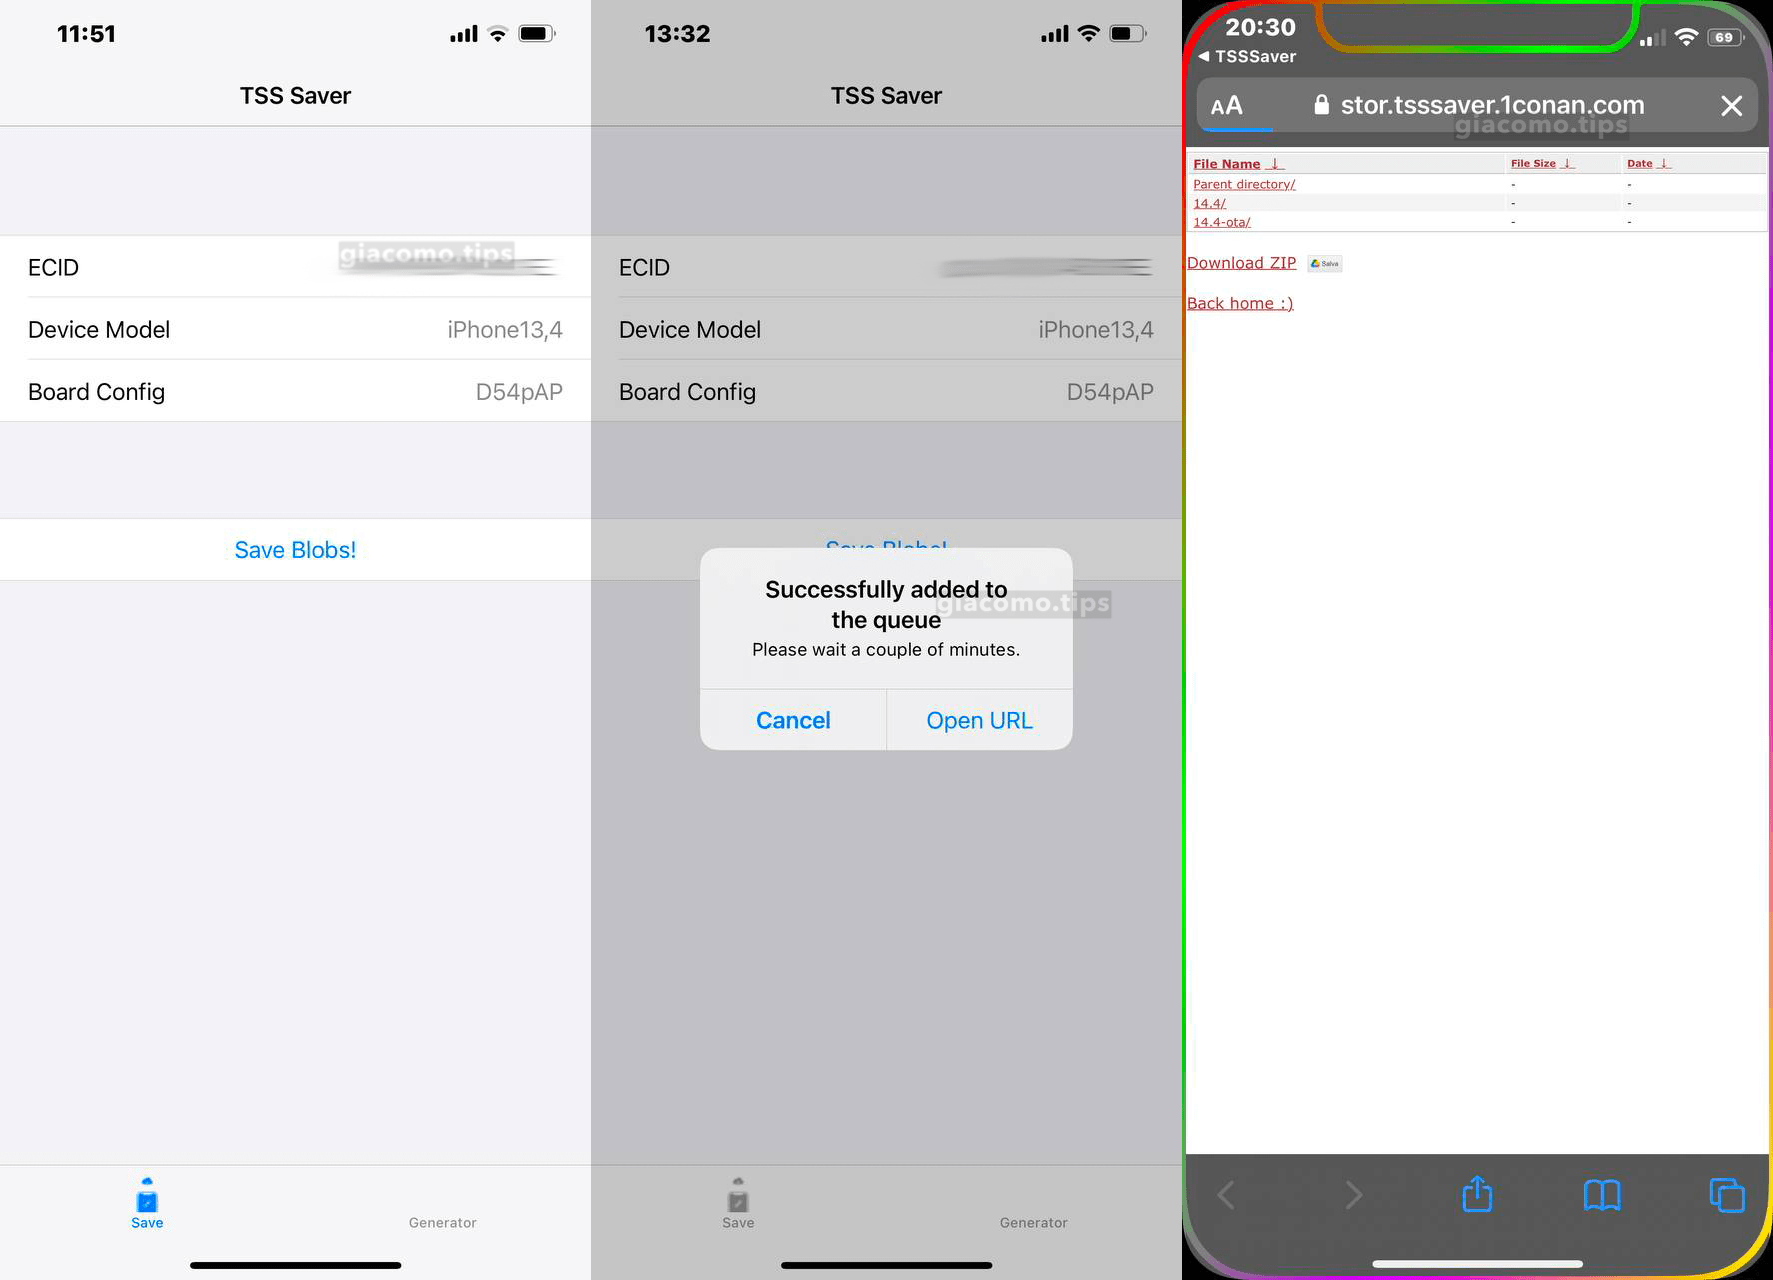 11:51
TSS Saver
giacomo.tips
ECID
Device Model iPhone13,4
Board Config D54pAP
Save Blobs!
Save
Generator
13:32
TSS Saver
ECID
Device Model iPhone13,4
Board Config D54pAP
Save Blobs!
Successfully added to
the queue
giacomo.tips
Please wait a couple of minutes.
Cancel
Open URL
Save
Generator
20:30
69
◀ TSSSaver
AA stor.tsssaver.1conan.com
giacomo.tips
File Name ↓ File Size ↓ Date ↓
Parent directory/ - -
14.4/ - -
14.4-ota/ - -
Download ZIP Salva
Back home :)